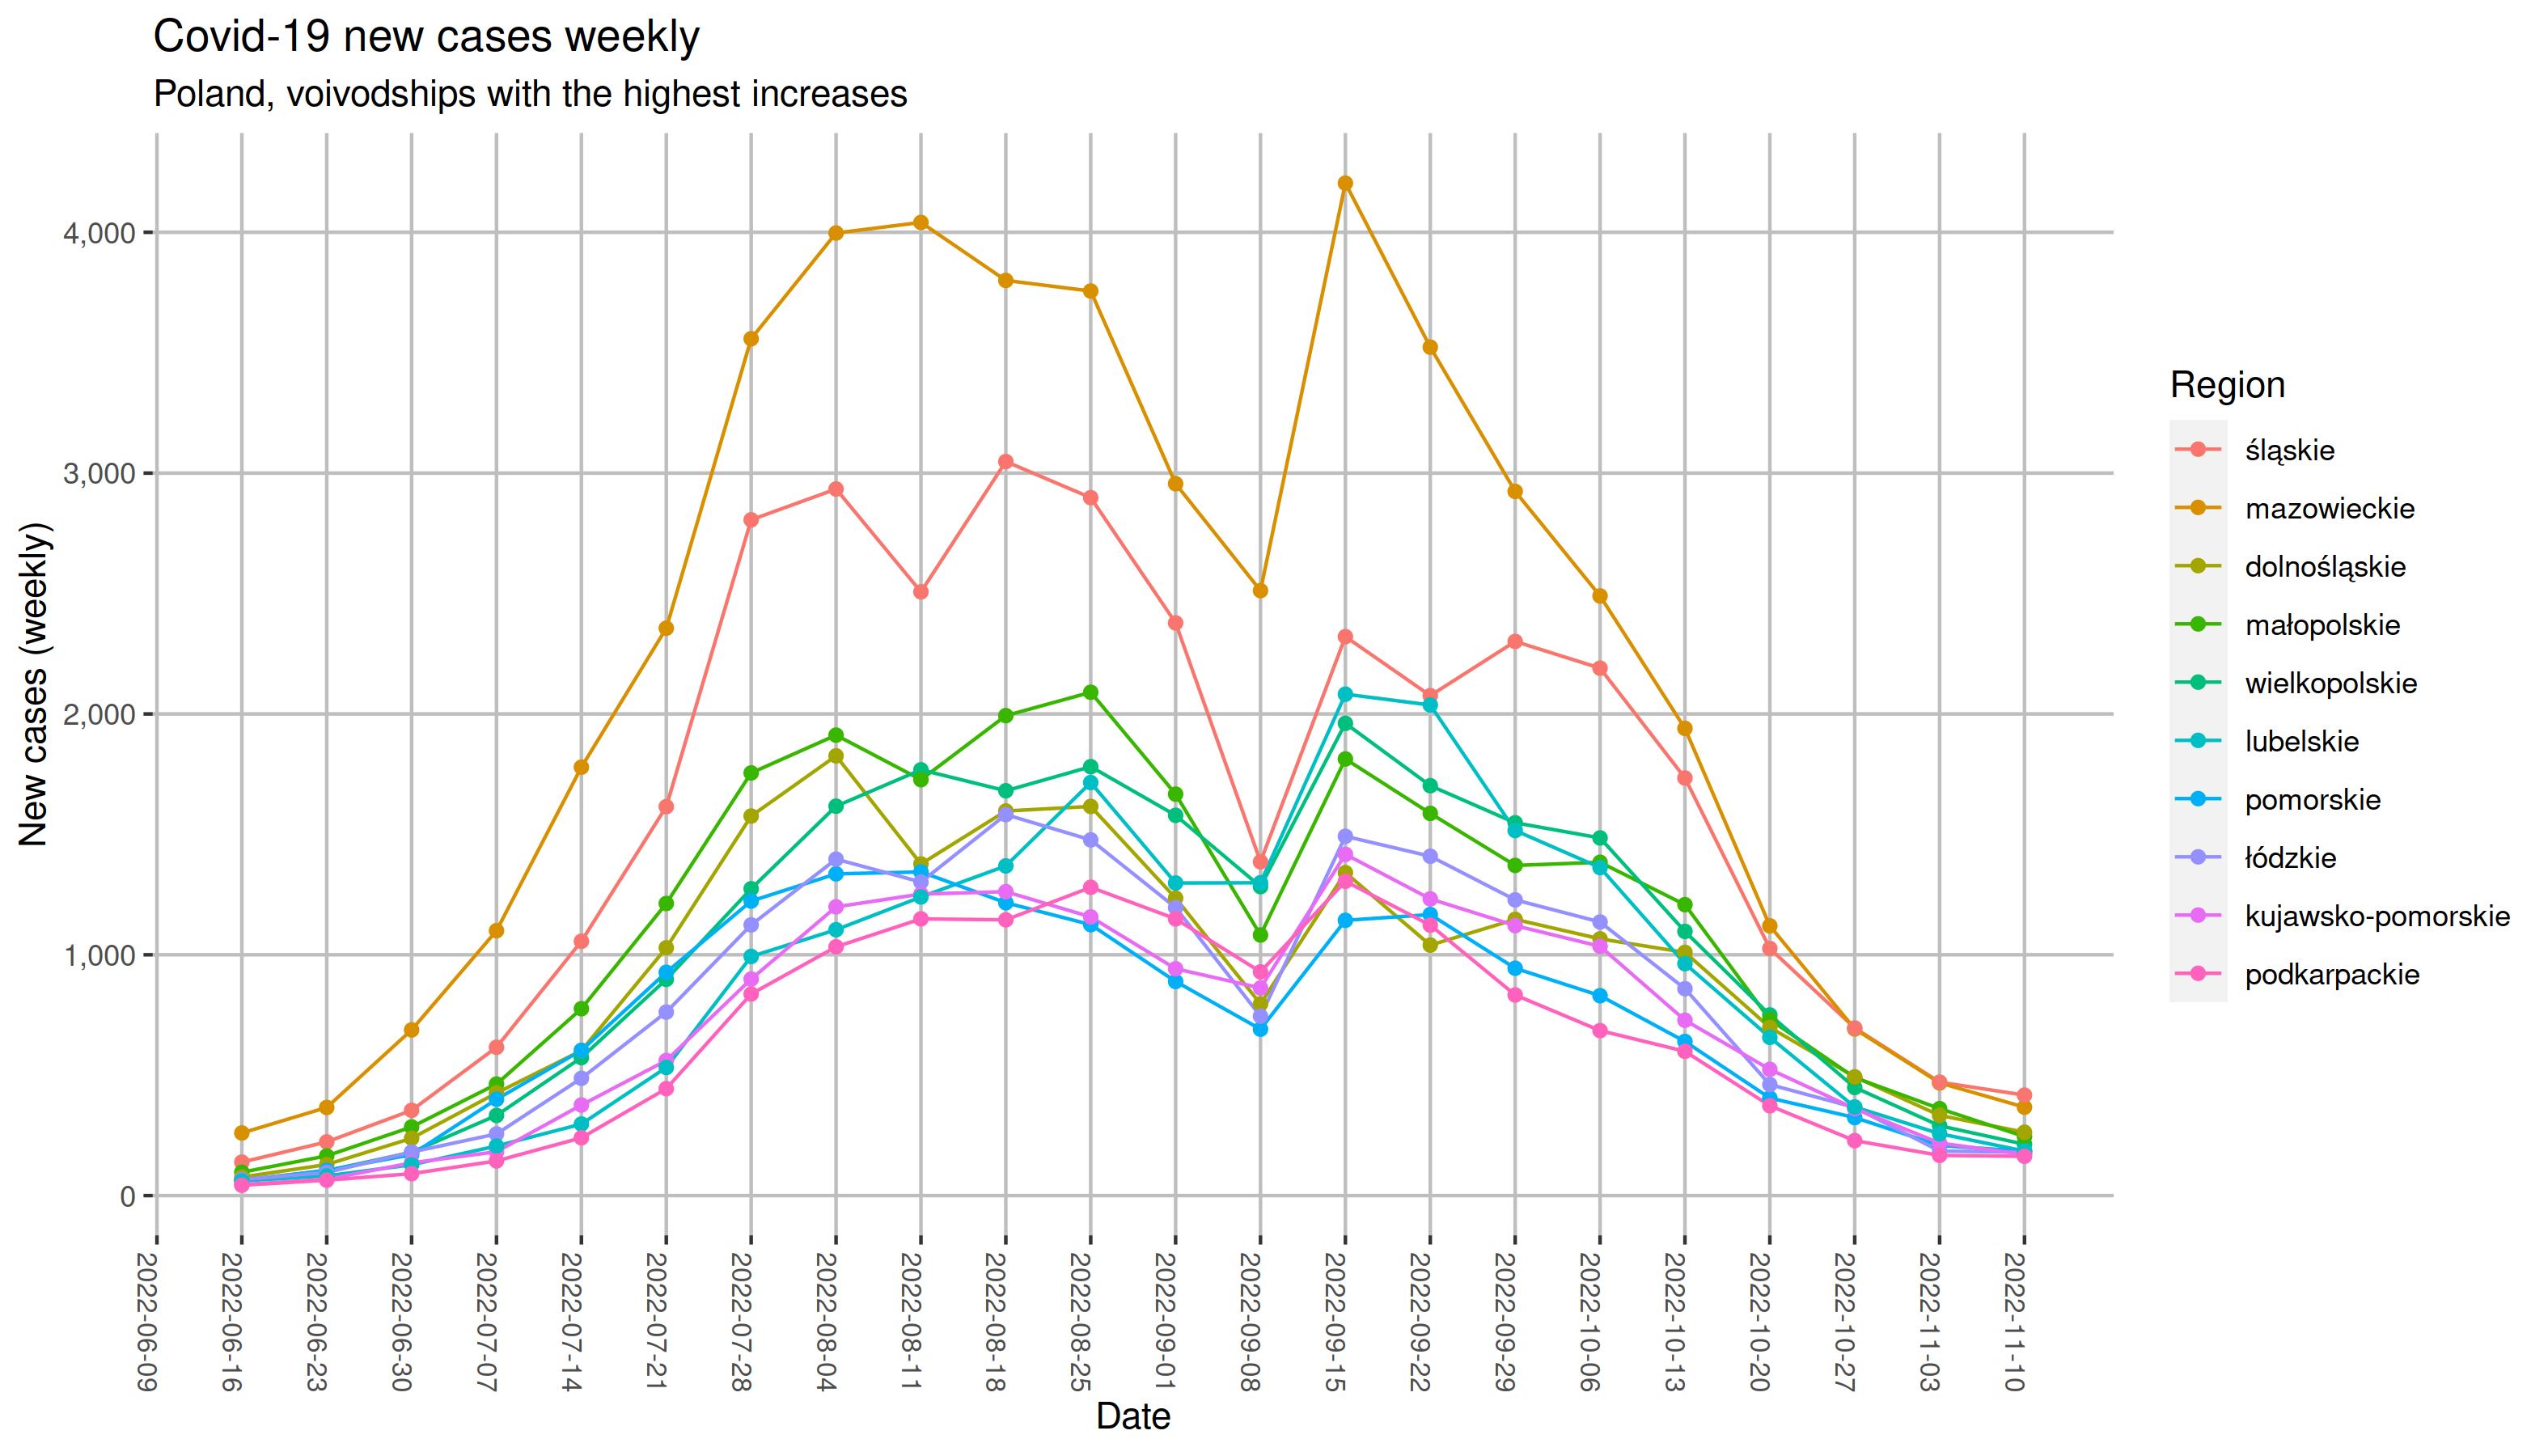 Covid-19 new cases weekly
Poland, voivodships with the highest increases
New cases (weekly)
4,000
3,000
2,000
1,000
0
2022-06-09
2022-06-16
2022-06-23
2022-06-30
2022-07-07
2022-07-14
2022-07-21
2022-07-28
2022-08-04
2022-08-11
2022-08-18
2022-08-25
2022-09-01
2022-09-08
2022-09-15
2022-09-22
2022-09-29
2022-10-06
2022-10-13
2022-10-20
2022-10-27
2022-11-03
2022-11-10
Date
Region
śląskie
mazowieckie
dolnośląskie
małopolskie
wielkopolskie
lubelskie
pomorskie
łódzkie
kujawsko-pomorskie
podkarpackie